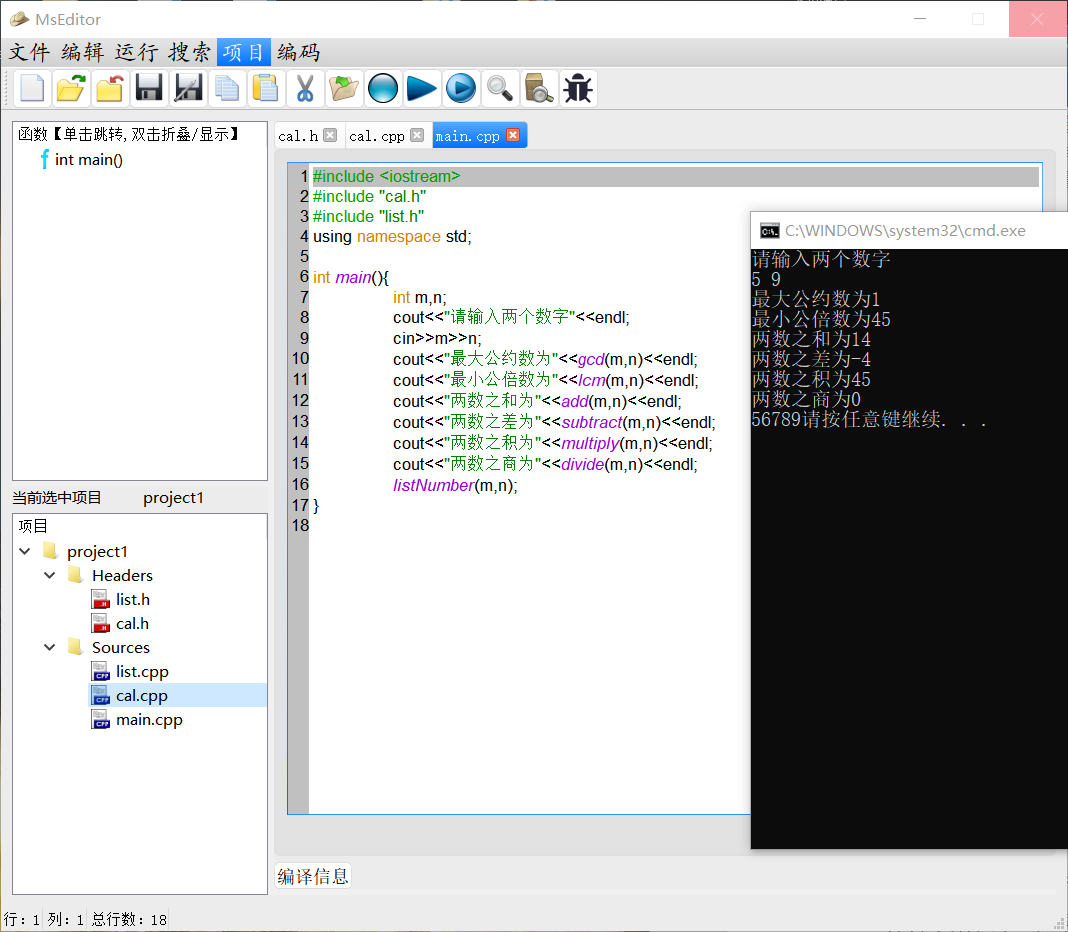 MsEditor
文件 编辑 运行 搜索 项目 编码
函数【单击跳转,双击折叠/显示】
int main()
当前选中项目 project1
项目
project1
Headers
list.h
cal.h
Sources
list.cpp
cal.cpp
main.cpp
cal.h cal.cpp main.cpp
1 #include <iostream>
2 #include "cal.h"
3 #include "list.h"
4 using namespace std;
5
6 int main(){
7 int m,n;
8 cout<<"请输入两个数字"<<endl;
9 cin>>m>>n;
10 cout<<"最大公约数为"<<gcd(m,n)<<endl;
11 cout<<"最小公倍数为"<<lcm(m,n)<<endl;
12 cout<<"两数之和为"<<add(m,n)<<endl;
13 cout<<"两数之差为"<<subtract(m,n)<<endl;
14 cout<<"两数之积为"<<multiply(m,n)<<endl;
15 cout<<"两数之商为"<<divide(m,n)<<endl;
16 listNumber(m,n);
17 }
18
C:\WINDOWS\system32\cmd.exe
请输入两个数字
5 9
最大公约数为1
最小公倍数为45
两数之和为14
两数之差为-4
两数之积为45
两数之商为0
56789请按任意键继续. . .
编译信息
行: 1 列: 1 总行数: 18